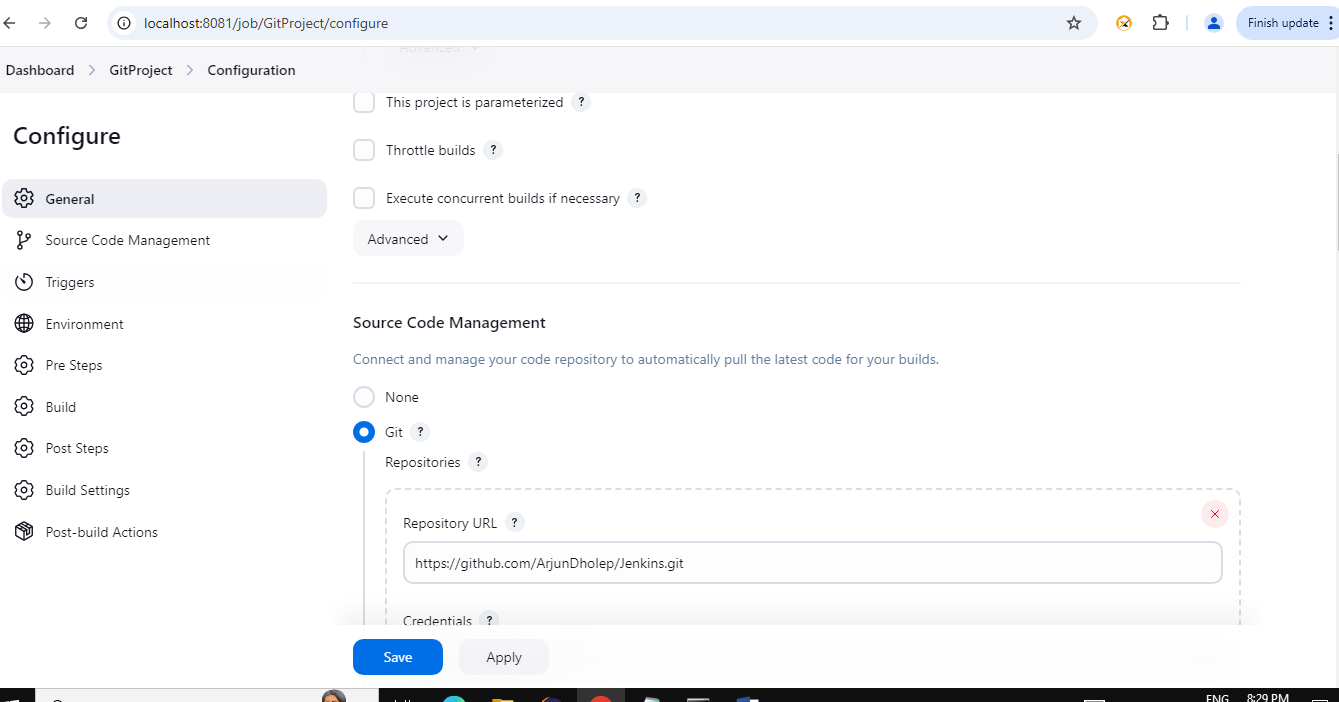 localhost:8081/job/GitProject/configure
Finish update
Advanced
Dashboard > GitProject > Configuration
Configure
General
Source Code Management
Triggers
Environment
Pre Steps
Build
Post Steps
Build Settings
Post-build Actions
This project is parameterized ?
Throttle builds ?
Execute concurrent builds if necessary ?
Advanced
Source Code Management
Connect and manage your code repository to automatically pull the latest code for your builds.
None
Git ?
Repositories ?
Repository URL ?
https://github.com/ArjunDholep/Jenkins.git
Credentials ?
Save
Apply
ENG
8:29 PM